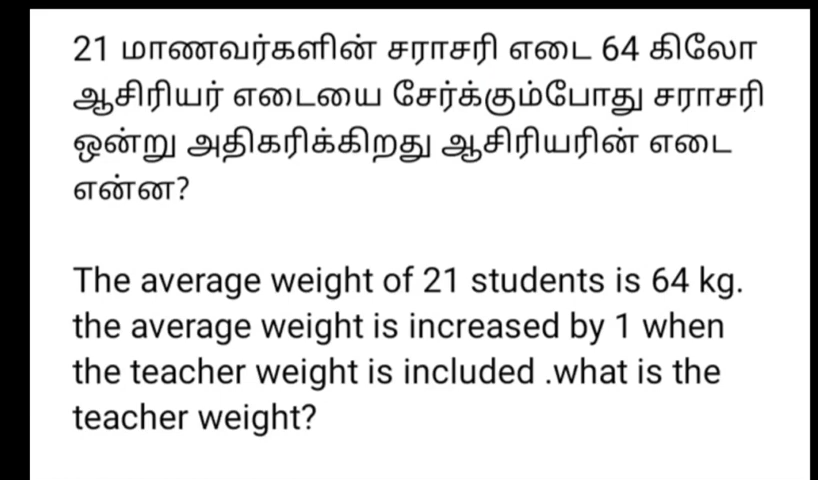 21 மாணவர்களின் சராசரி எடை 64 கிலோ
ஆசிரியர் எடையை சேர்க்கும்போது சராசரி
ஒன்று அதிகரிக்கிறது ஆசிரியரின் எடை
என்ன?
The average weight of 21 students is 64 kg.
the average weight is increased by 1 when
the teacher weight is included .what is the
teacher weight?